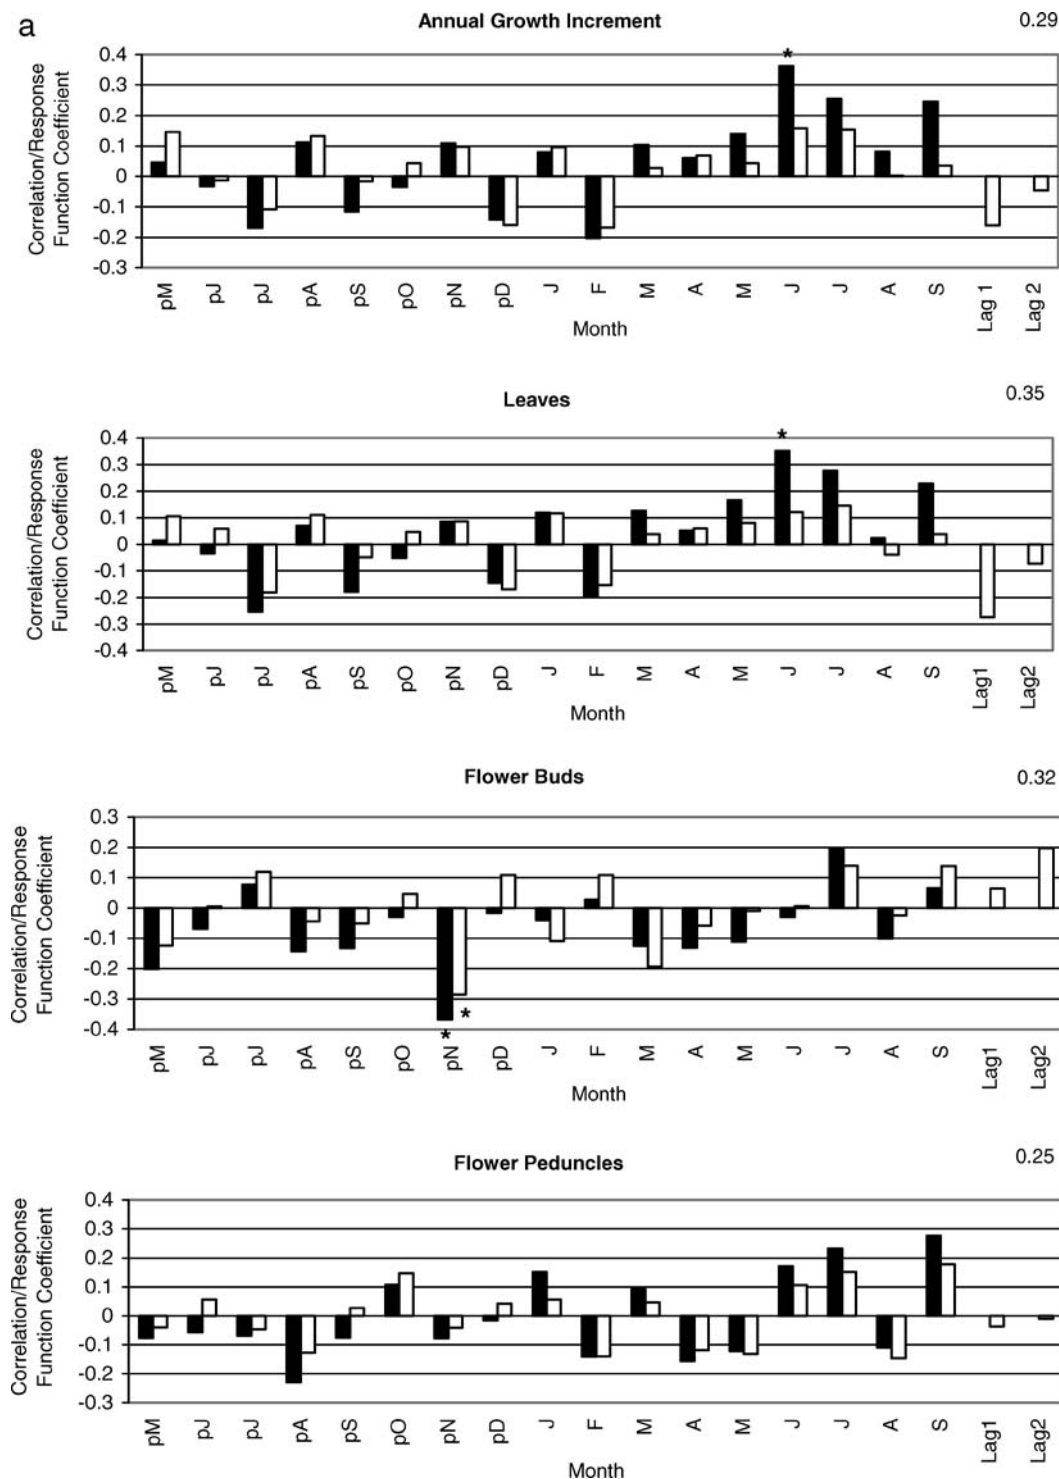 a
Annual Growth Increment
0.29
Correlation/Response
Function Coefficient
0.4
0.3
0.2
0.1
0
-0.1
-0.2
-0.3
pM pJ pJ pA pS pO pN pD J F M A M J J A S Lag 1 Lag 2
*
Month
Leaves
0.35
Correlation/Response
Function Coefficient
0.4
0.3
0.2
0.1
0
-0.1
-0.2
-0.3
-0.4
*
pM pJ pJ pA pS pO pN pD J F M A M J J A S Lag1 Lag2
Month
Flower Buds
0.32
Correlation/Response
Function Coefficient
0.3
0.2
0.1
0
-0.1
-0.2
-0.3
-0.4
* *
pM pJ pJ pA pS pO pN pD J F M A M J J A S Lag1 Lag2
Month
Flower Peduncles
0.25
Correlation/Response
Function Coefficient
0.4
0.3
0.2
0.1
0
-0.1
-0.2
-0.3
pM pJ pJ pA pS pO pN pD J F M A M J J A S Lag1 Lag2
Month